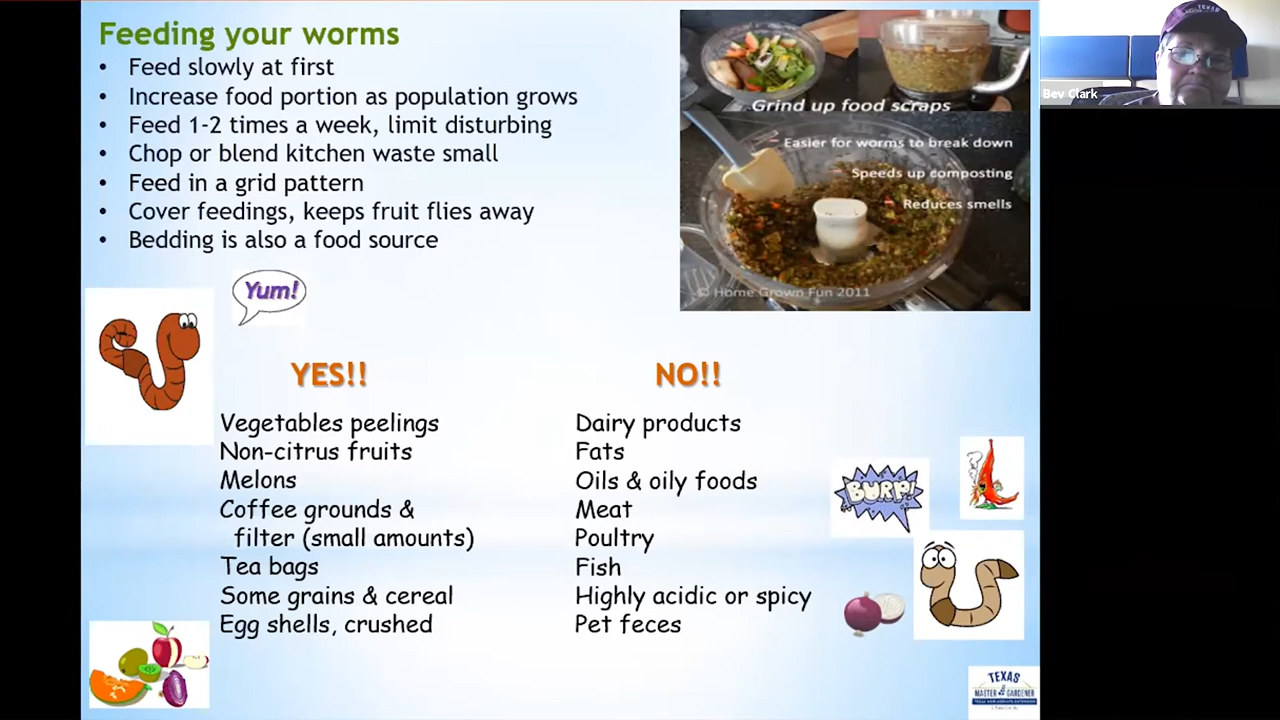 Feeding your worms
• Feed slowly at first
• Increase food portion as population grows
• Feed 1-2 times a week, limit disturbing
• Chop or blend kitchen waste small
• Feed in a grid pattern
• Cover feedings, keeps fruit flies away
• Bedding is also a food source
Grind up food scraps
Easier for worms to break down
Speeds up composting
Reduces smells
© Home Grown Fun 2011
TEXAS
Bev Clark
Yum!
YES!!
Vegetables peelings
Non-citrus fruits
Melons
Coffee grounds &
filter (small amounts)
Tea bags
Some grains & cereal
Egg shells, crushed
NO!!
Dairy products
Fats
Oils & oily foods
Meat
Poultry
Fish
Highly acidic or spicy
Pet feces
BURP!
TEXAS
MASTER GARDENER